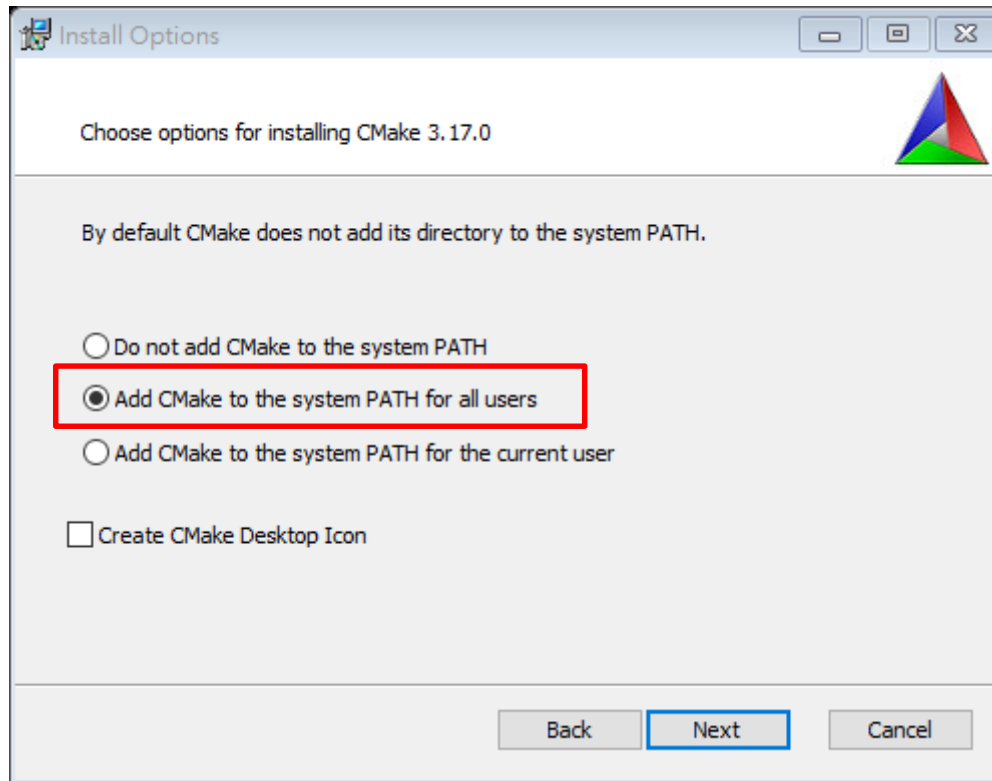 Install Options
Choose options for installing CMake 3.17.0
By default CMake does not add its directory to the system PATH.
Do not add CMake to the system PATH
Add CMake to the system PATH for all users
Add CMake to the system PATH for the current user
Create CMake Desktop Icon
Back Next Cancel